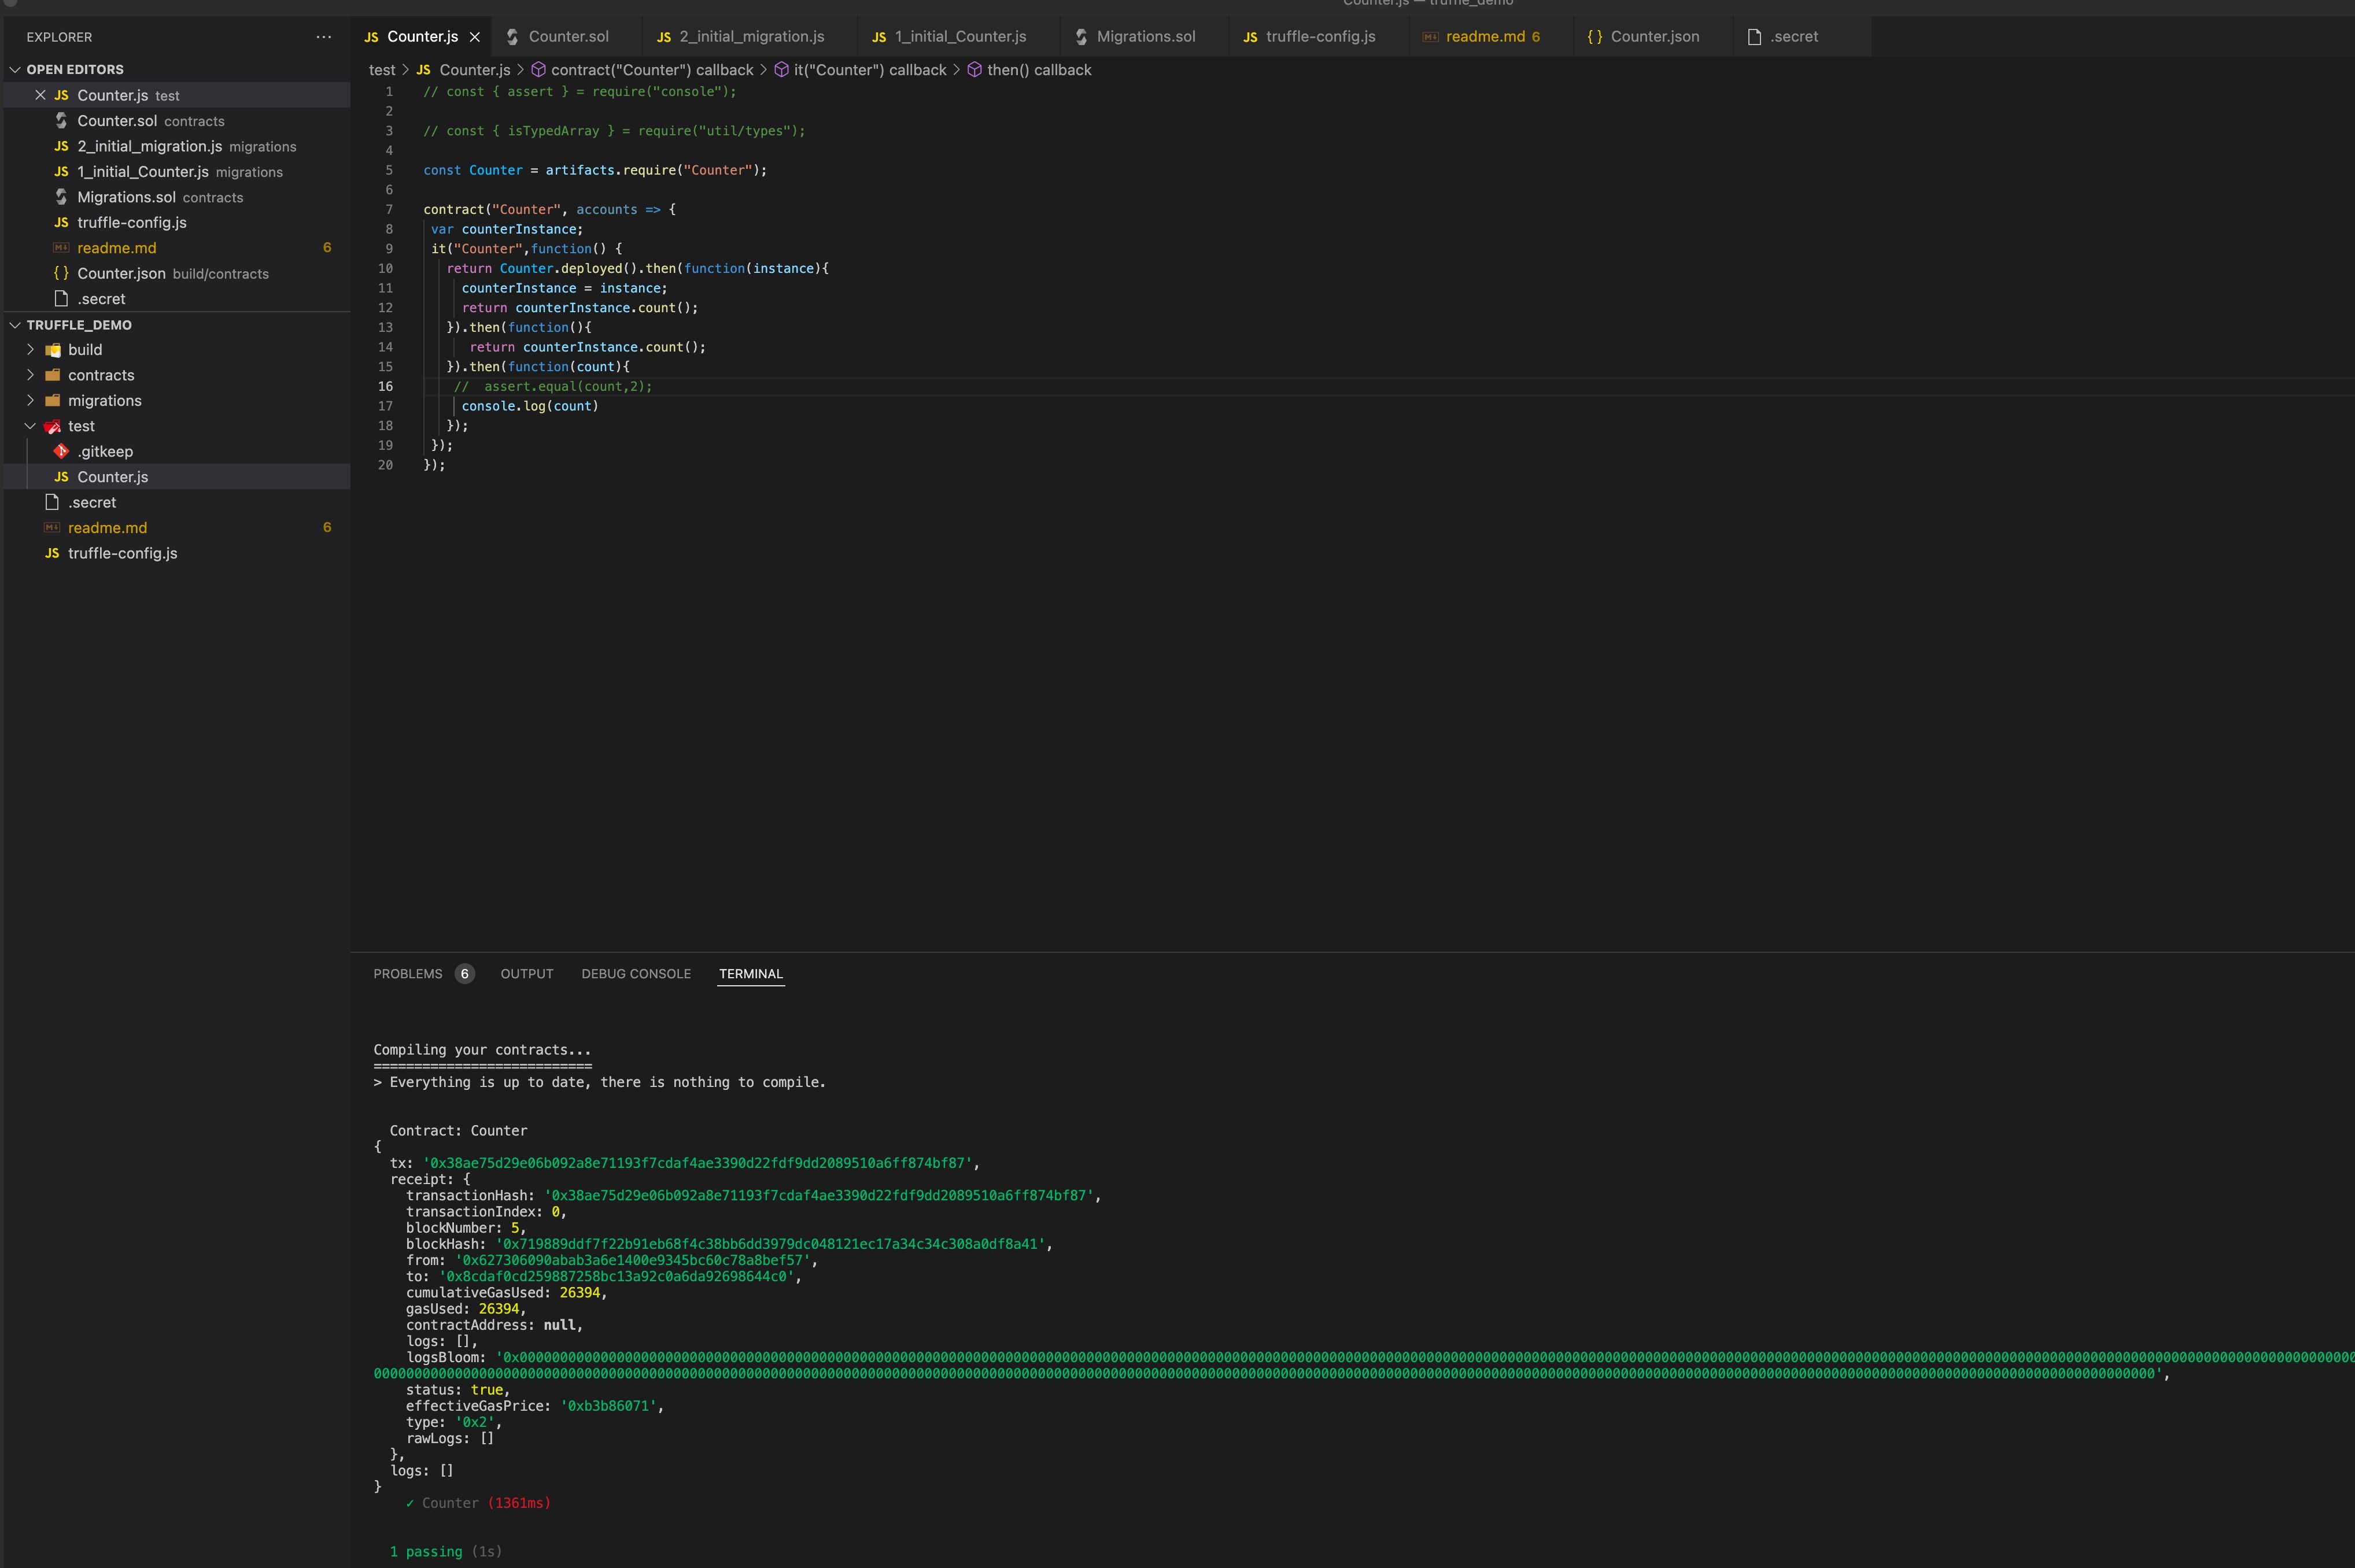 Counter.js — truffle_demo
EXPLORER
···
JS Counter.js
Counter.sol
JS 2_initial_migration.js
JS 1_initial_Counter.js
Migrations.sol
JS truffle-config.js
readme.md 6
{} Counter.json
.secret
OPEN EDITORS
JS Counter.js test
Counter.sol contracts
JS 2_initial_migration.js migrations
JS 1_initial_Counter.js migrations
Migrations.sol contracts
JS truffle-config.js
readme.md 6
{} Counter.json build/contracts
.secret
TRUFFLE_DEMO
build
contracts
migrations
test
.gitkeep
JS Counter.js
.secret
readme.md 6
JS truffle-config.js
test > JS Counter.js > contract("Counter") callback > it("Counter") callback > then() callback
1 // const { assert } = require("console");
2
3 // const { isTypedArray } = require("util/types");
4
5 const Counter = artifacts.require("Counter");
6
7 contract("Counter", accounts => {
8 var counterInstance;
9 it("Counter",function() {
10 return Counter.deployed().then(function(instance){
11 counterInstance = instance;
12 return counterInstance.count();
13 }).then(function(){
14 return counterInstance.count();
15 }).then(function(count){
16 //  assert.equal(count,2);
17 console.log(count)
18 });
19 });
20 });
PROBLEMS 6 OUTPUT DEBUG CONSOLE TERMINAL
Compiling your contracts...
===========================
> Everything is up to date, there is nothing to compile.
Contract: Counter
{
tx: '0x38ae75d29e06b092a8e71193f7cdaf4ae3390d22fdf9dd2089510a6ff874bf87',
receipt: {
transactionHash: '0x38ae75d29e06b092a8e71193f7cdaf4ae3390d22fdf9dd2089510a6ff874bf87',
transactionIndex: 0,
blockNumber: 5,
blockHash: '0x719889ddf7f22b91eb68f4c38bb6dd3979dc048121ec17a34c34c308a0df8a41',
from: '0x627306090abab3a6e1400e9345bc60c78a8bef57',
to: '0x8cdaf0cd259887258bc13a92c0a6da92698644c0',
cumulativeGasUsed: 26394,
gasUsed: 26394,
contractAddress: null,
logs: [],
logsBloom:
status: true,
effectiveGasPrice: '0xb3b86071',
type: '0x2',
rawLogs: []
},
logs: []
}
✓ Counter (1361ms)
1 passing (1s)